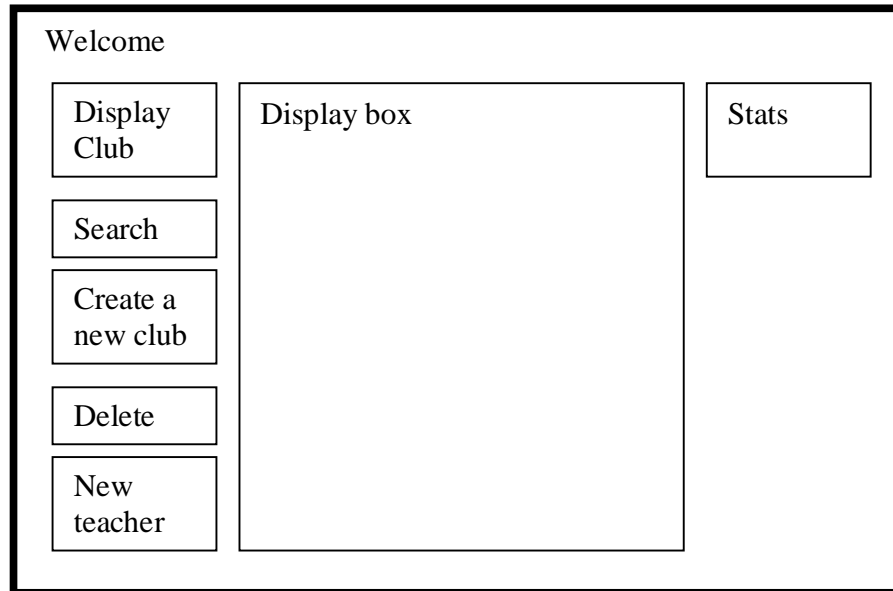 Welcome
Display
Club
Display box
Stats
Search
Create a
new club
Delete
New
teacher